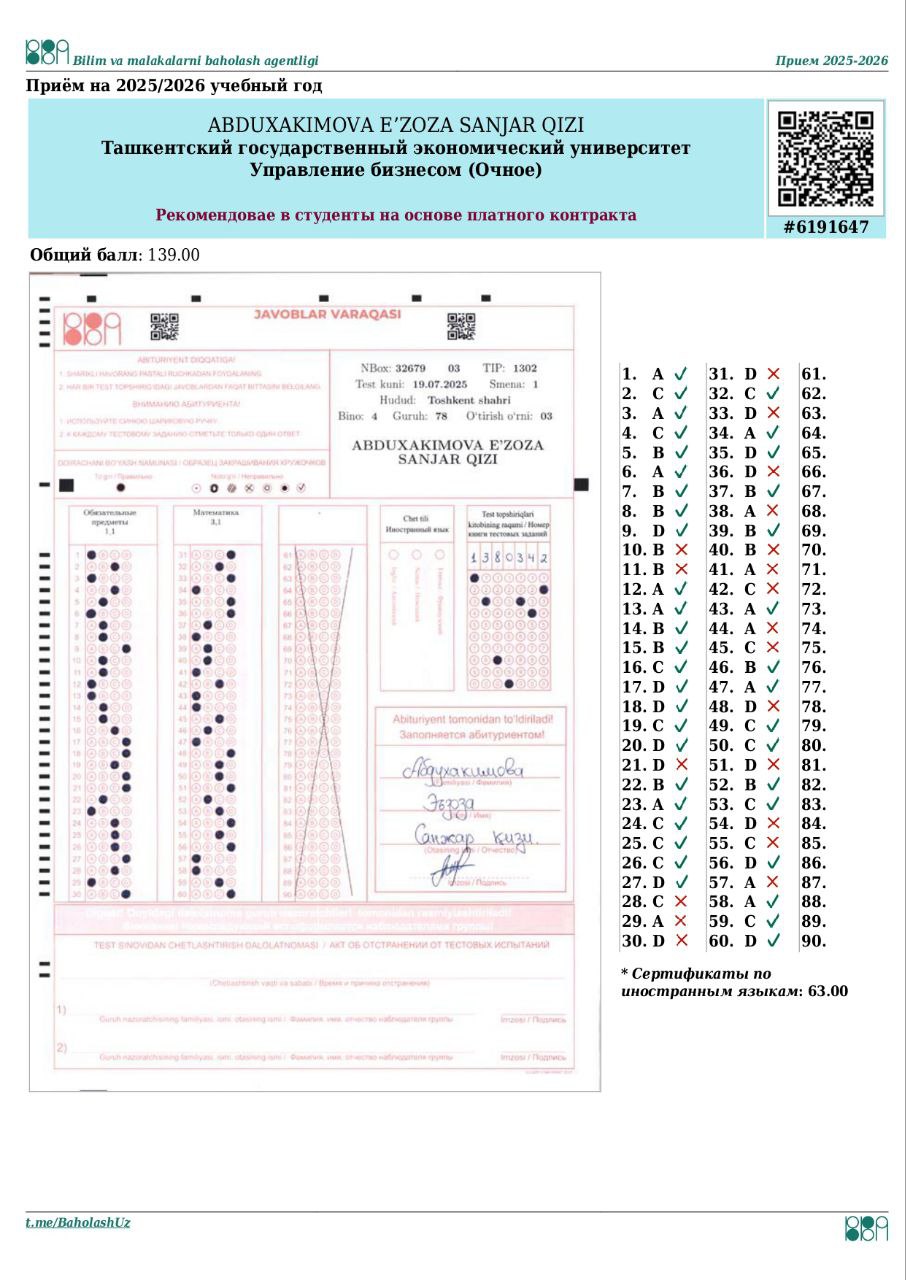 Bilim va malakalarni baholash agentligi
Прием 2025-2026
Приём на 2025/2026 учебный год
ABDUXAKIMOVA E’ZOZA SANJAR QIZI
Ташкентский государственный экономический университет
Управление бизнесом (Очное)
Рекомендовае в студенты на основе платного контракта
#6191647
Общий балл: 139.00
JAVOBLAR VARAQASI
ABITURIYENT DIQQATIGA!
1. SHARIKLI HAVORANG PASTALI RUCHKADAN FOYDALANING.
2. HAR BIR TEST TOPSHIRIG'IDAGI JAVOBLARDAN FAQAT BITTASINI BELGILANG.
ВНИМАНИЮ АБИТУРИЕНТА!
1. ИСПОЛЬЗУЙТЕ СИНЮЮ ШАРИКОВУЮ РУЧКУ.
2. К КАЖДОМУ ТЕСТОВОМУ ЗАДАНИЮ ОТМЕТЬТЕ ТОЛЬКО ОДИН ОТВЕТ.
DOIRACHANI BO'YASH NAMUNASI / ОБРАЗЕЦ ЗАКРАШИВАНИЯ КРУЖОЧКОВ
To'g'ri / Правильно
Noto'g'ri / Неправильно
NBox: 32679 03 TIP: 1302
Test kuni: 19.07.2025 Smena: 1
Hudud: Toshkent shahri
Bino: 4 Guruh: 78 O'tirish o'rni: 03
ABDUXAKIMOVA E’ZOZA
SANJAR QIZI
Обязательные
предметы
1,1
Математика
3,1
Chet tili
Иностранный язык
Test topshiriqlari
kitobining raqami / Номер
книги тестовых заданий
1 3 8 0 3 4 2
Abituriyent tomonidan to'ldiriladi!
Заполняется абитуриентом!
Абдухакимова
(Familiyasi / Фамилия)
Эъзоза
(Ismi / Имя)
Санжар кизи.
(Otasining ismi / Отчество)
Imzosi / Подпись
TEST SINOVIDAN CHETLASHTIRISH DALOLATNOMASI / АКТ ОБ ОТСТРАНЕНИИ ОТ ТЕСТОВЫХ ИСПЫТАНИЙ
(Chetlashtirish vaqti va sababi / Время и причина отстранения)
1)
Guruh nazoratchisining familiyasi, ismi, otasining ismi / Фамилия, имя, отчество наблюдателя группы
Imzosi / Подпись
2)
Guruh nazoratchisining familiyasi, ismi, otasining ismi / Фамилия, имя, отчество наблюдателя группы
Imzosi / Подпись
1. A ✓ 31. D ✗ 61.
2. C ✓ 32. C ✓ 62.
3. A ✓ 33. D ✗ 63.
4. C ✓ 34. A ✓ 64.
5. B ✓ 35. D ✓ 65.
6. A ✓ 36. D ✗ 66.
7. B ✓ 37. B ✓ 67.
8. B ✓ 38. A ✗ 68.
9. D ✓ 39. B ✓ 69.
10. B ✗ 40. B ✗ 70.
11. B ✗ 41. A ✗ 71.
12. A ✓ 42. C ✗ 72.
13. A ✓ 43. A ✓ 73.
14. B ✓ 44. A ✗ 74.
15. B ✓ 45. C ✗ 75.
16. C ✓ 46. B ✓ 76.
17. D ✓ 47. A ✓ 77.
18. D ✓ 48. D ✗ 78.
19. C ✓ 49. C ✓ 79.
20. D ✓ 50. C ✓ 80.
21. D ✗ 51. D ✗ 81.
22. B ✓ 52. B ✓ 82.
23. A ✓ 53. C ✓ 83.
24. C ✓ 54. D ✗ 84.
25. C ✓ 55. C ✗ 85.
26. C ✓ 56. D ✓ 86.
27. D ✓ 57. A ✗ 87.
28. C ✗ 58. A ✓ 88.
29. A ✗ 59. C ✓ 89.
30. D ✗ 60. D ✓ 90.
* Сертификаты по
иностранным языкам: 63.00
t.me/BaholashUz